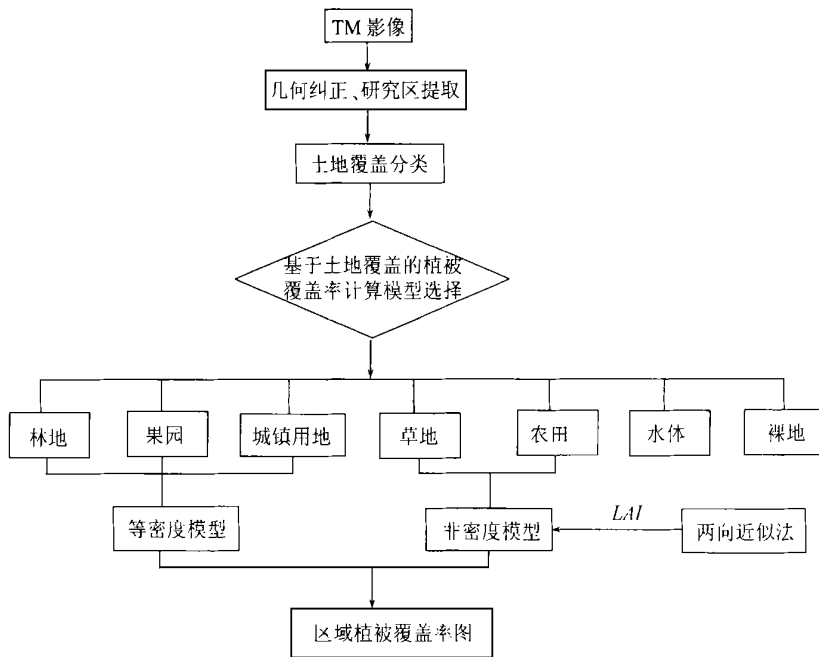 TM 影像
几何纠正、研究区提取
土地覆盖分类
基于土地覆盖的植被
覆盖率计算模型选择
林地
果园
城镇用地
草地
农田
水体
裸地
等密度模型
非密度模型
LAI
两向近似法
区域植被覆盖率图